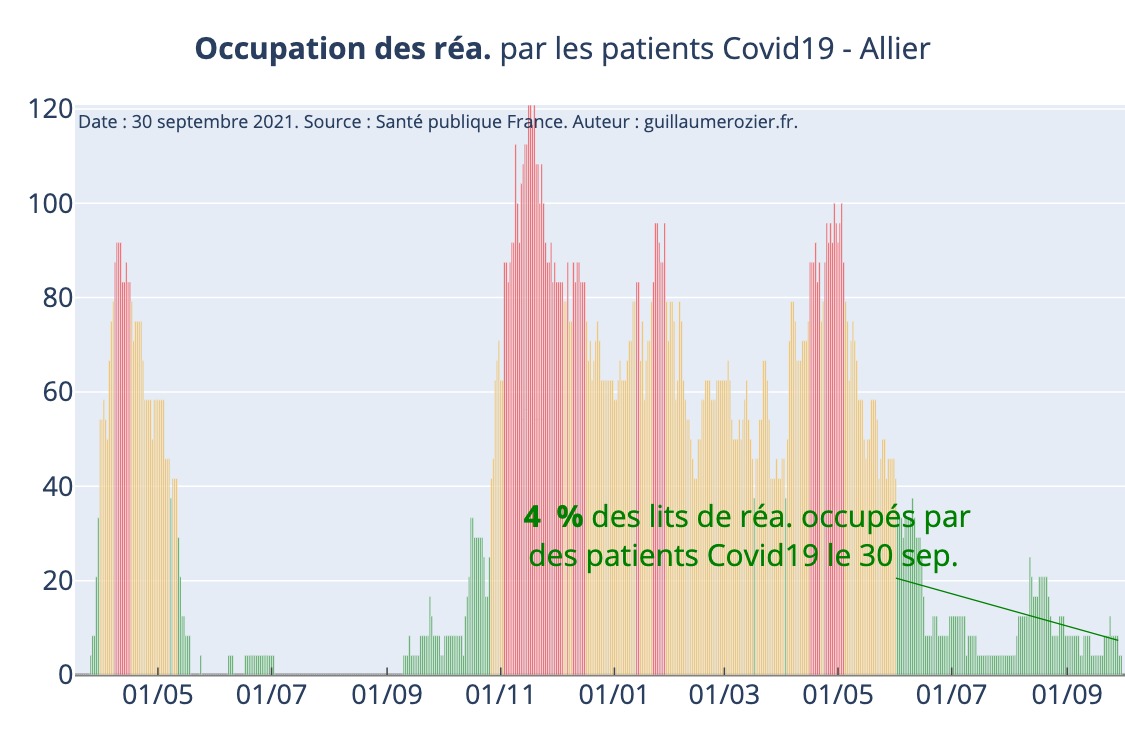 Occupation des réa. par les patients Covid19 - Allier
120
Date : 30 septembre 2021. Source : Santé publique France. Auteur : guillaumerozier.fr.
100
80
60
40
4 % des lits de réa. occupés par
des patients Covid19 le 30 sep.
20
0
01/05 01/07 01/09 01/11 01/01 01/03 01/05 01/07 01/09